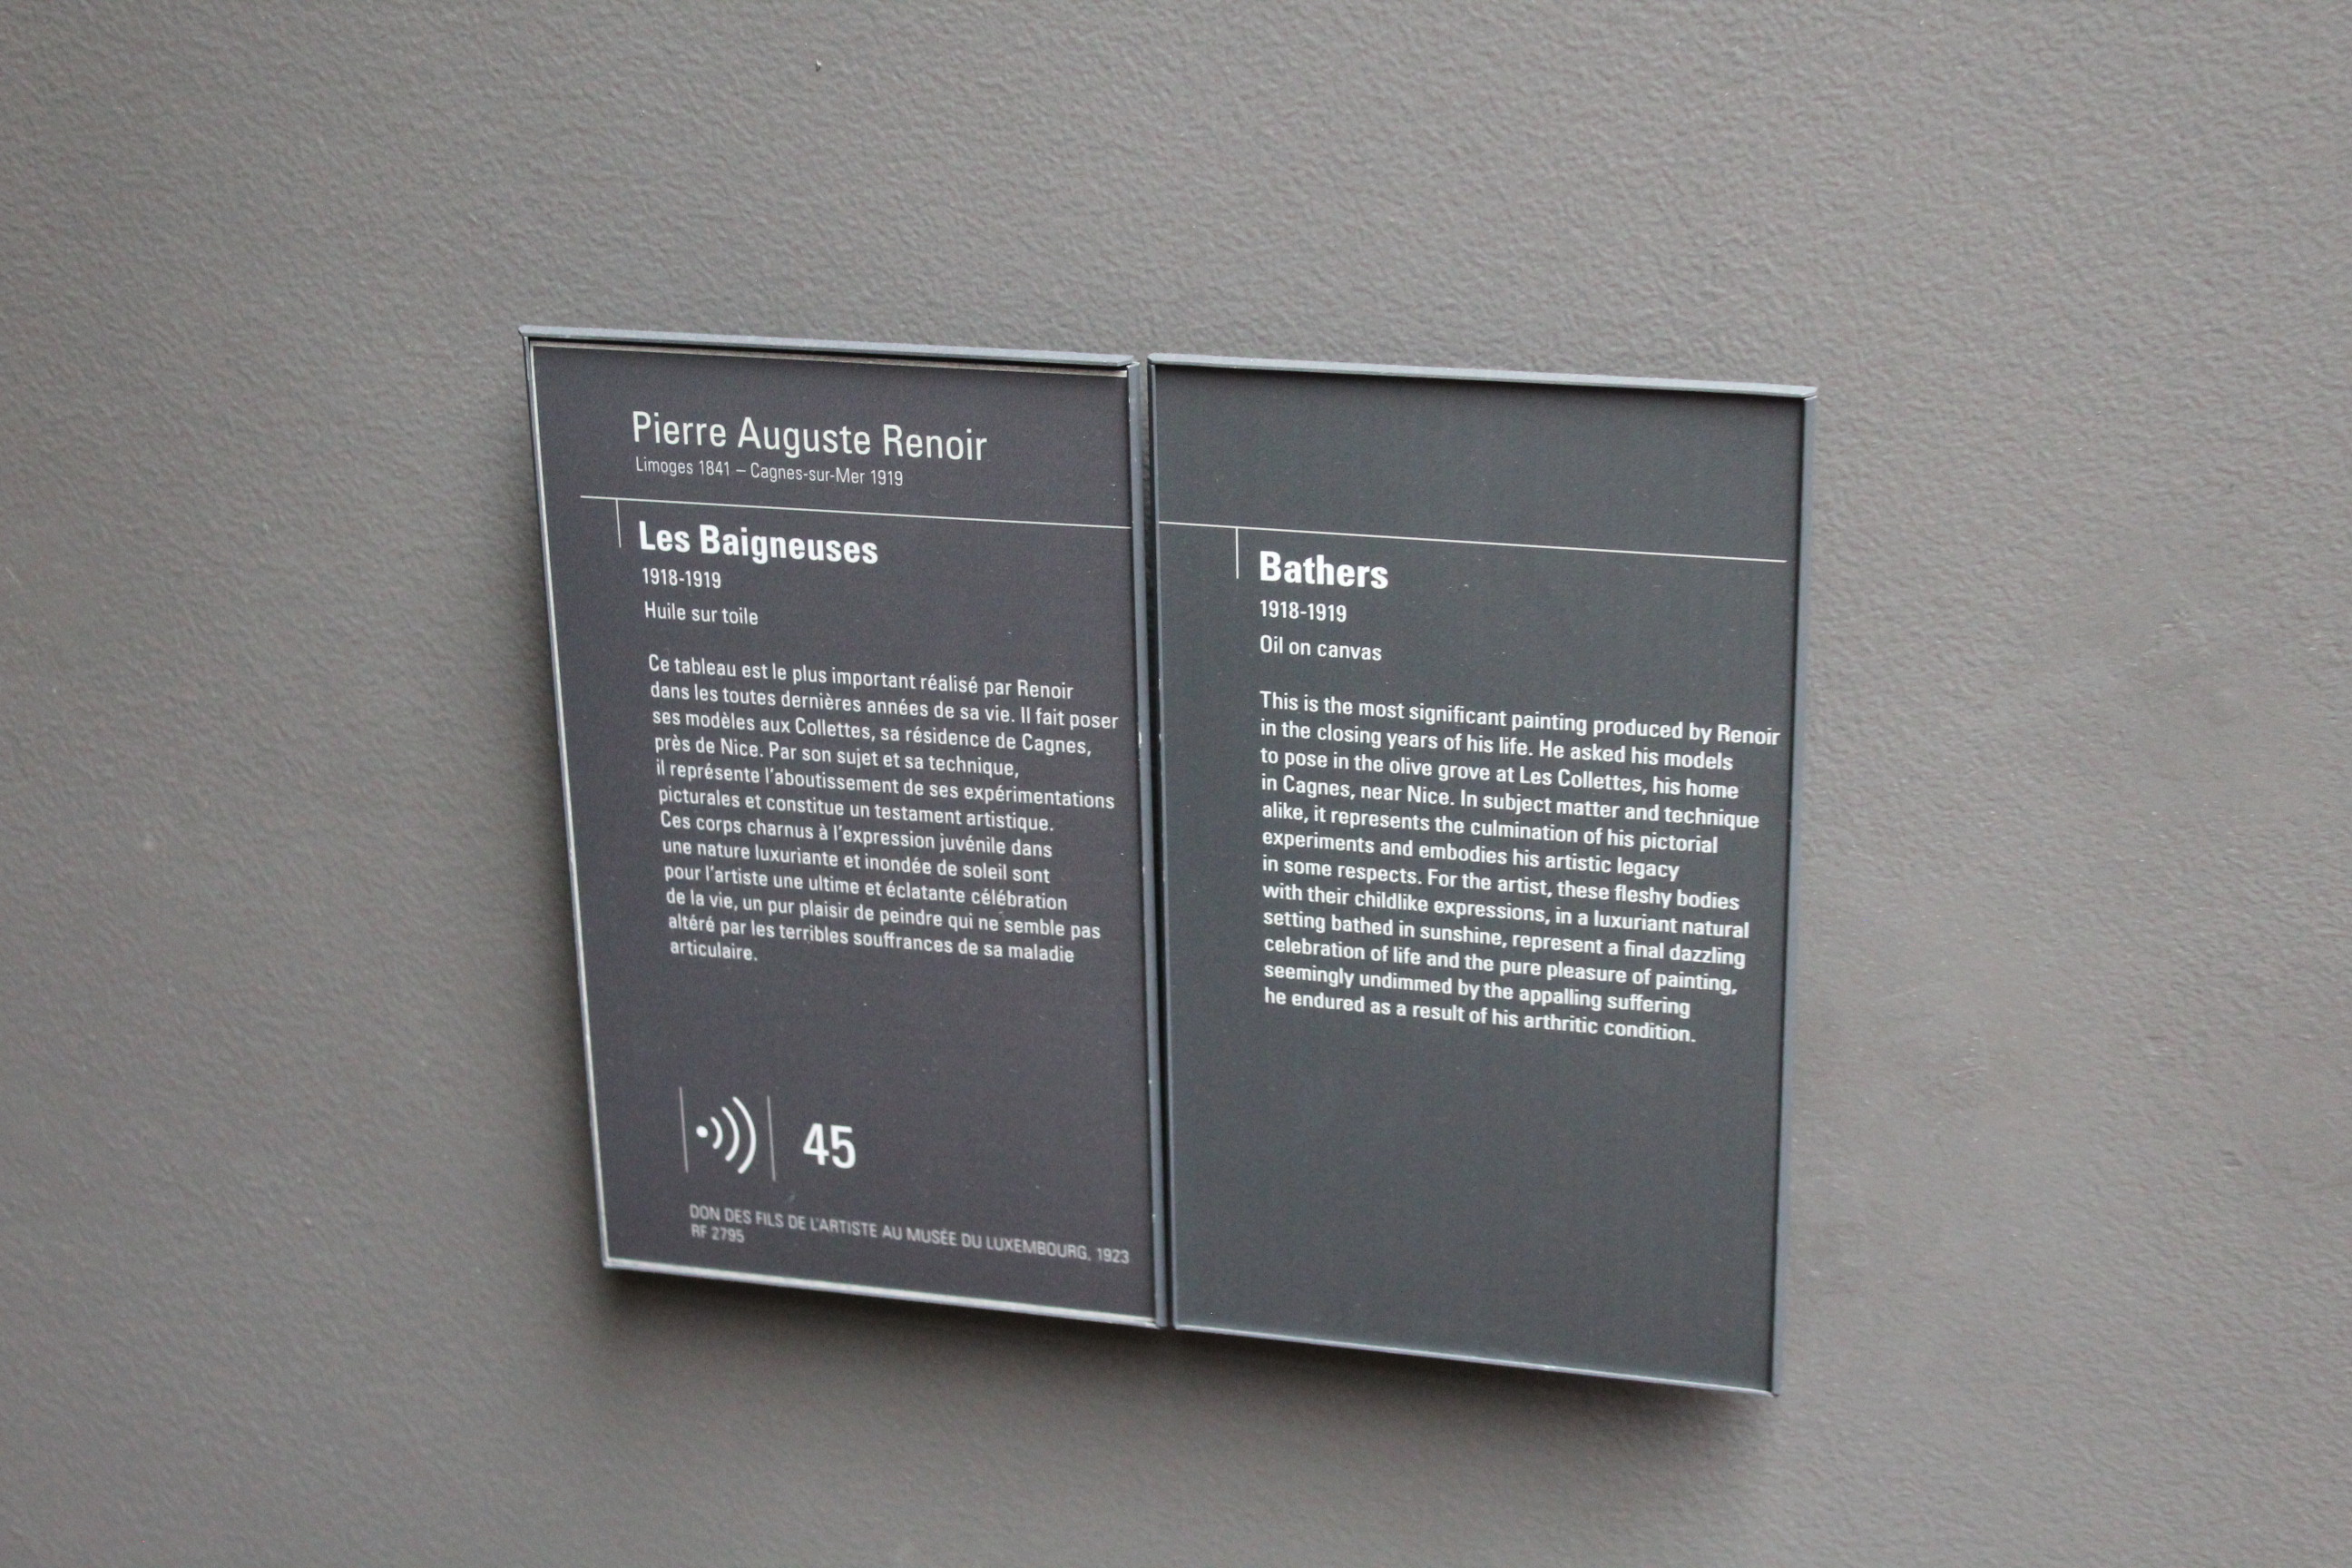 Pierre Auguste Renoir
Limoges 1841 – Cagnes-sur-Mer 1919
Les Baigneuses
1918-1919
Huile sur toile
Ce tableau est le plus important réalisé par Renoir
dans les toutes dernières années de sa vie. Il fait poser
ses modèles aux Collettes, sa résidence de Cagnes,
près de Nice. Par son sujet et sa technique,
il représente l'aboutissement de ses expérimentations
picturales et constitue un testament artistique.
Ces corps charnus à l'expression juvénile dans
une nature luxuriante et inondée de soleil sont
pour l'artiste une ultime et éclatante célébration
de la vie, un pur plaisir de peindre qui ne semble pas
altéré par les terribles souffrances de sa maladie
articulaire.
45
DON DES FILS DE L'ARTISTE AU MUSÉE DU LUXEMBOURG, 1923
RF 2795
Bathers
1918-1919
Oil on canvas
This is the most significant painting produced by Renoir
in the closing years of his life. He asked his models
to pose in the olive grove at Les Collettes, his home
in Cagnes, near Nice. In subject matter and technique
alike, it represents the culmination of his pictorial
experiments and embodies his artistic legacy
in some respects. For the artist, these fleshy bodies
with their childlike expressions, in a luxuriant natural
setting bathed in sunshine, represent a final dazzling
celebration of life and the pure pleasure of painting,
seemingly undimmed by the appalling suffering
he endured as a result of his arthritic condition.